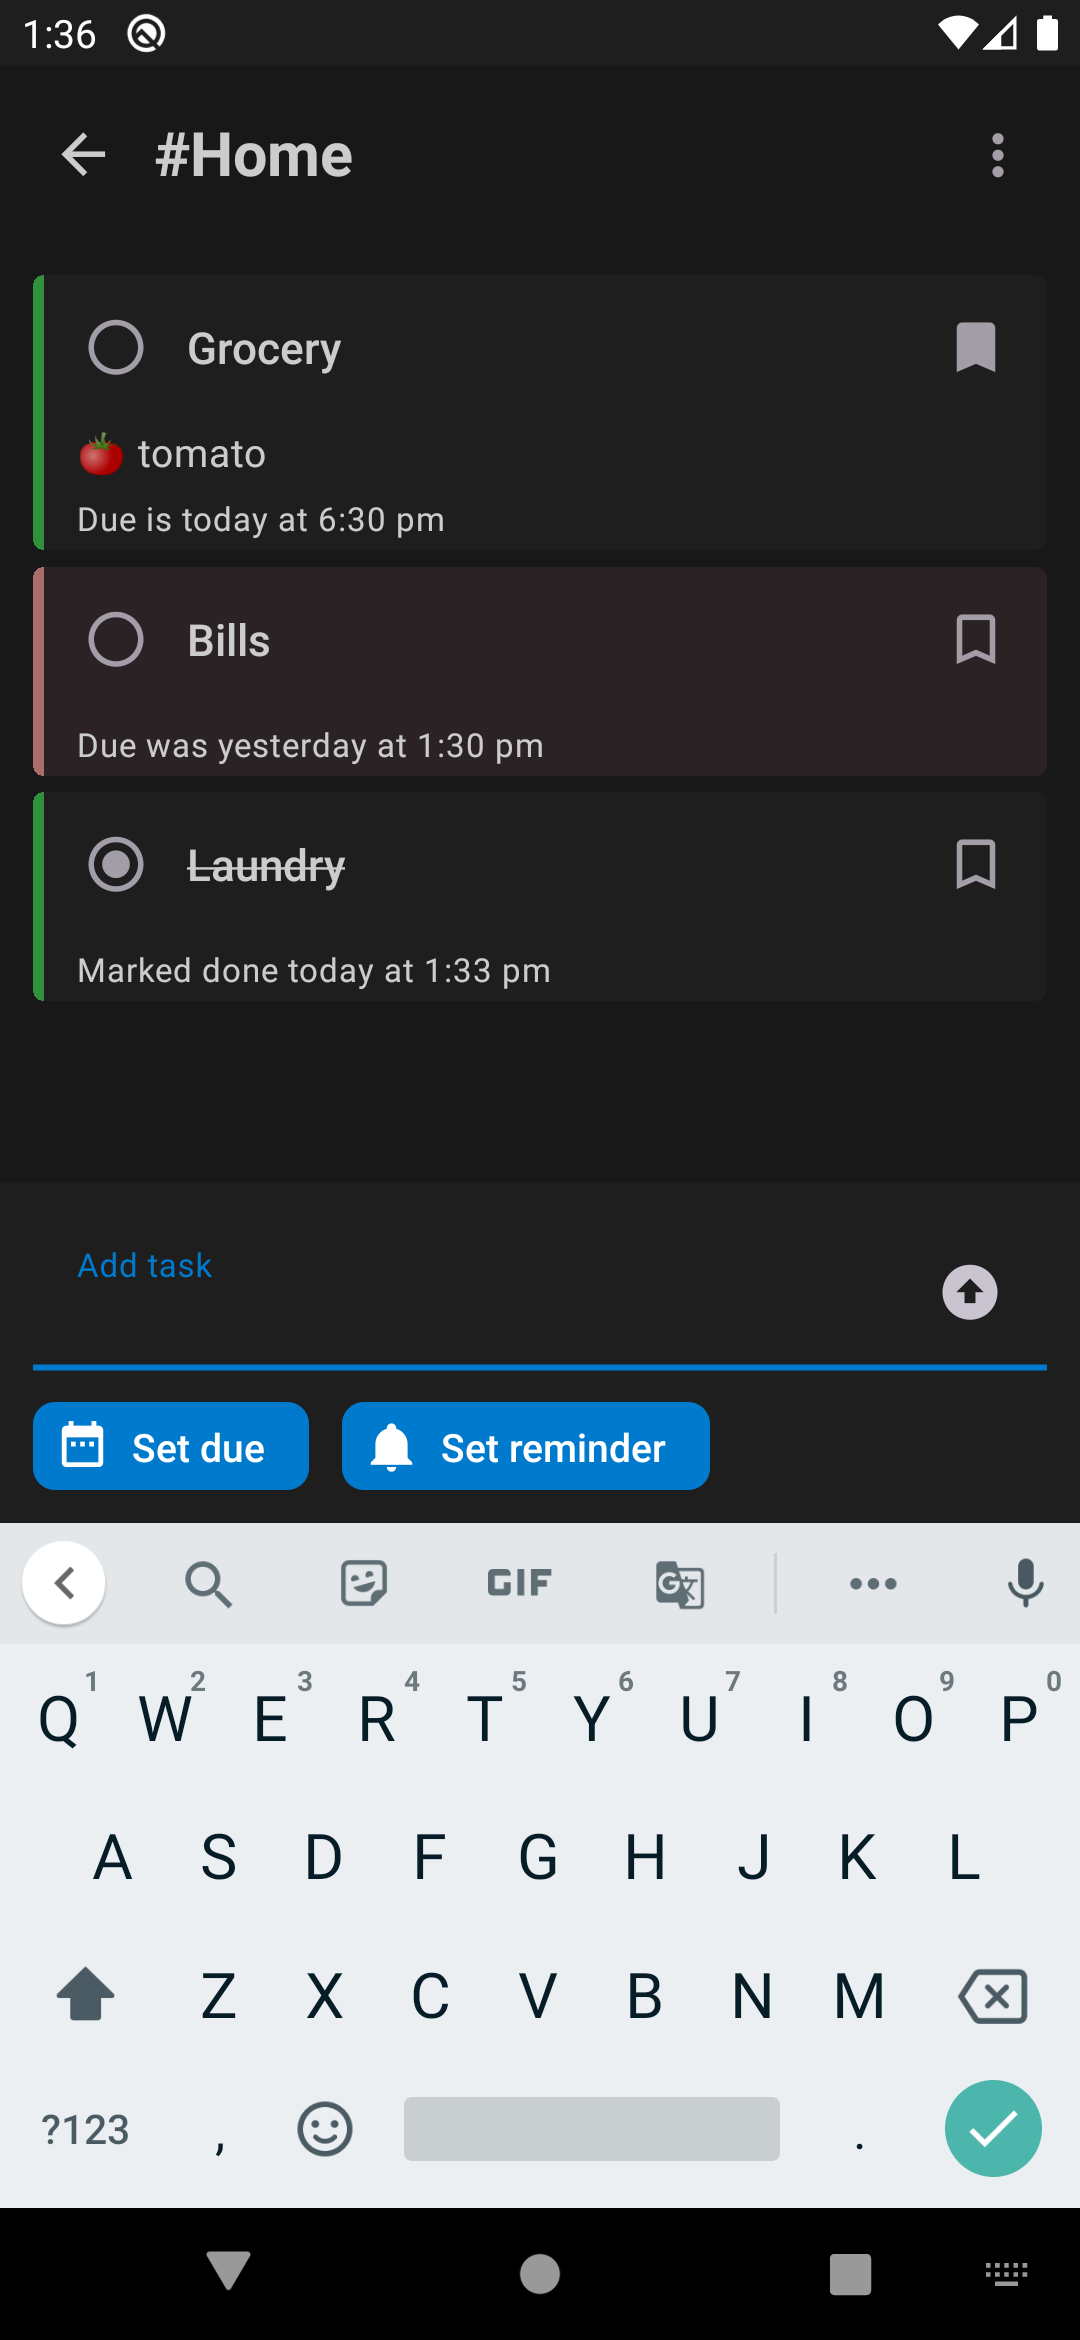 1:36
#Home
Grocery
🍅 tomato
Due is today at 6:30 pm
Bills
Due was yesterday at 1:30 pm
Laundry
Marked done today at 1:33 pm
Add task
Set due
Set reminder
GIF
G 文
1 2 3 4 5 6 7 8 9 0
Q W E R T Y U I O P
A S D F G H J K L
Z X C V B N M
?123 , .